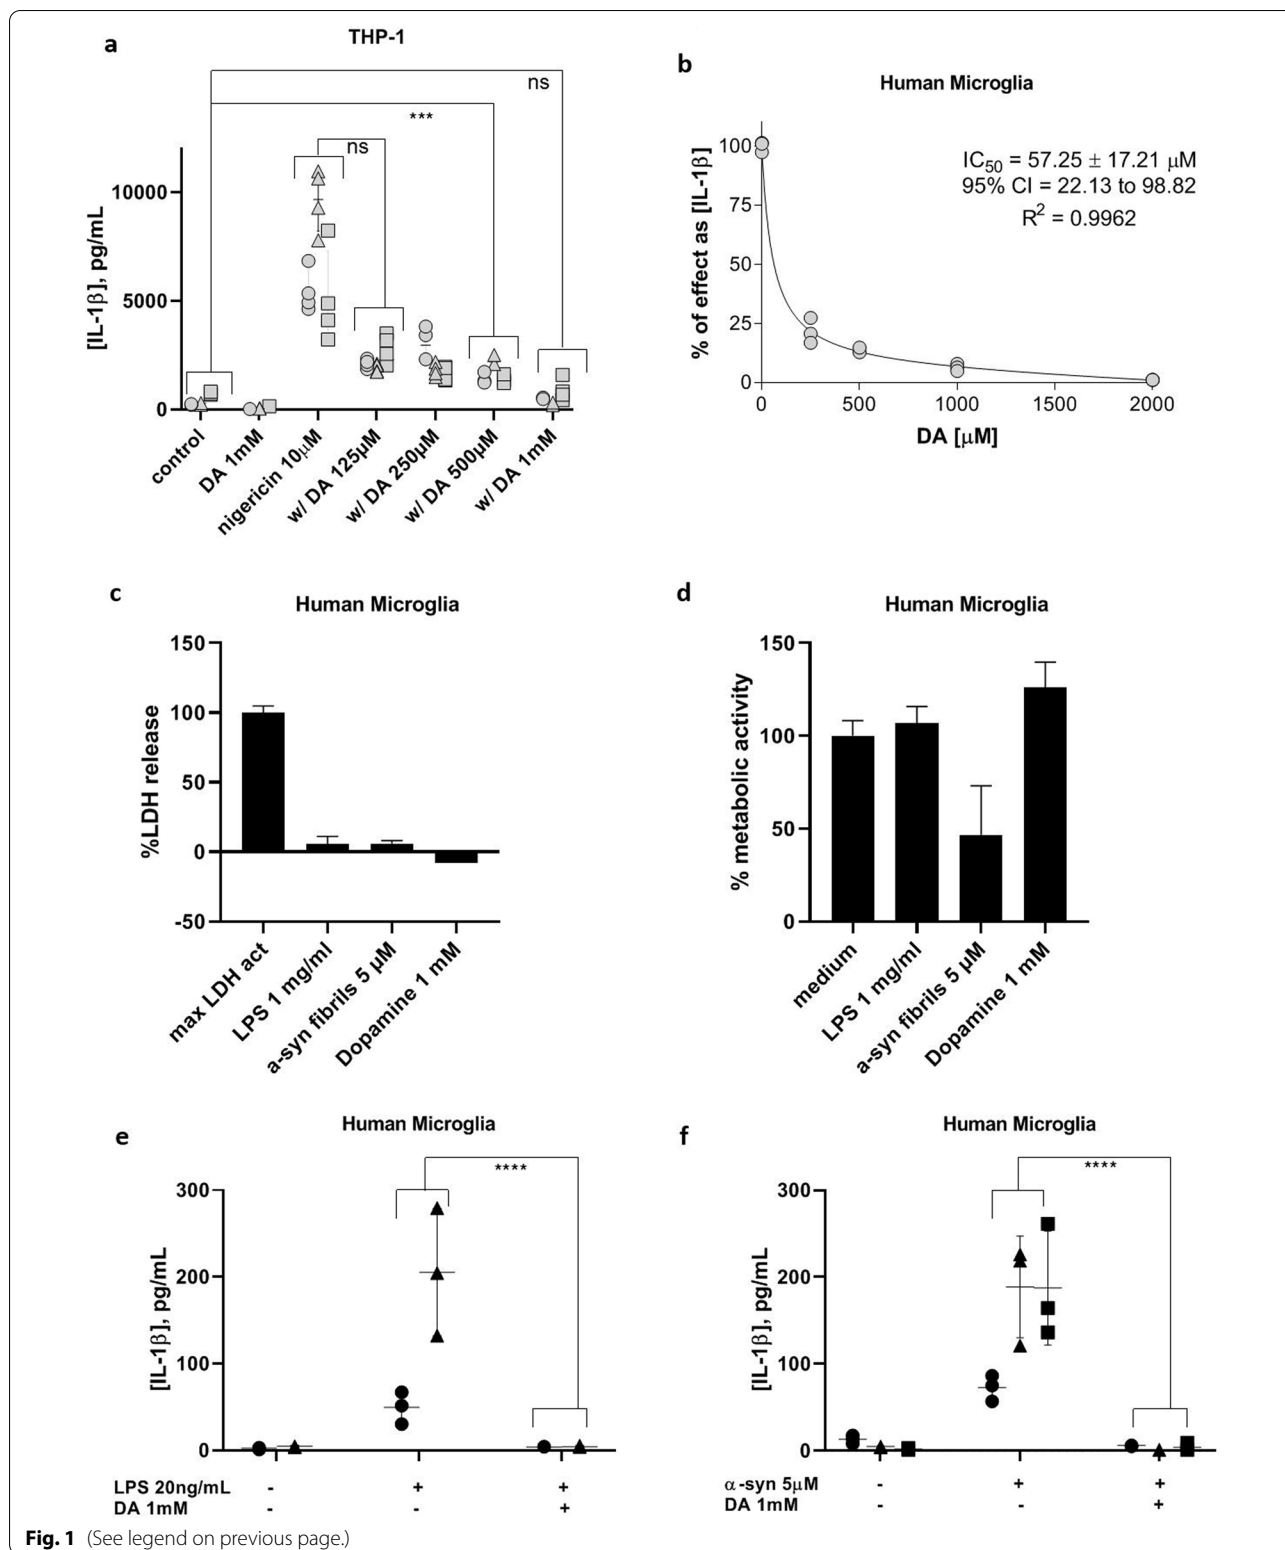 a
THP-1
ns
***
ns
[IL-1β], pg/mL
10000
5000
0
control
DA 1mM
nigericin 10μM
w/ DA 125μM
w/ DA 250μM
w/ DA 500μM
w/ DA 1mM
b
Human Microglia
% of effect as [IL-1β]
100
75
50
25
0
IC50 = 57.25 ± 17.21 μM
95% CI = 22.13 to 98.82
R² = 0.9962
0 500 1000 1500 2000
DA [μM]
c
Human Microglia
%LDH release
150
100
50
0
-50
max LDH act
LPS 1 mg/ml
a-syn fibrils 5 μM
Dopamine 1 mM
d
Human Microglia
% metabolic activity
150
100
50
0
medium
LPS 1 mg/ml
a-syn fibrils 5 μM
Dopamine 1 mM
e
Human Microglia
****
[IL-1β], pg/mL
300
200
100
0
LPS 20ng/mL - + +
DA 1mM - - +
f
Human Microglia
****
[IL-1β], pg/mL
300
200
100
0
α-syn 5μM - + +
DA 1mM - - +
Fig. 1 (See legend on previous page.)